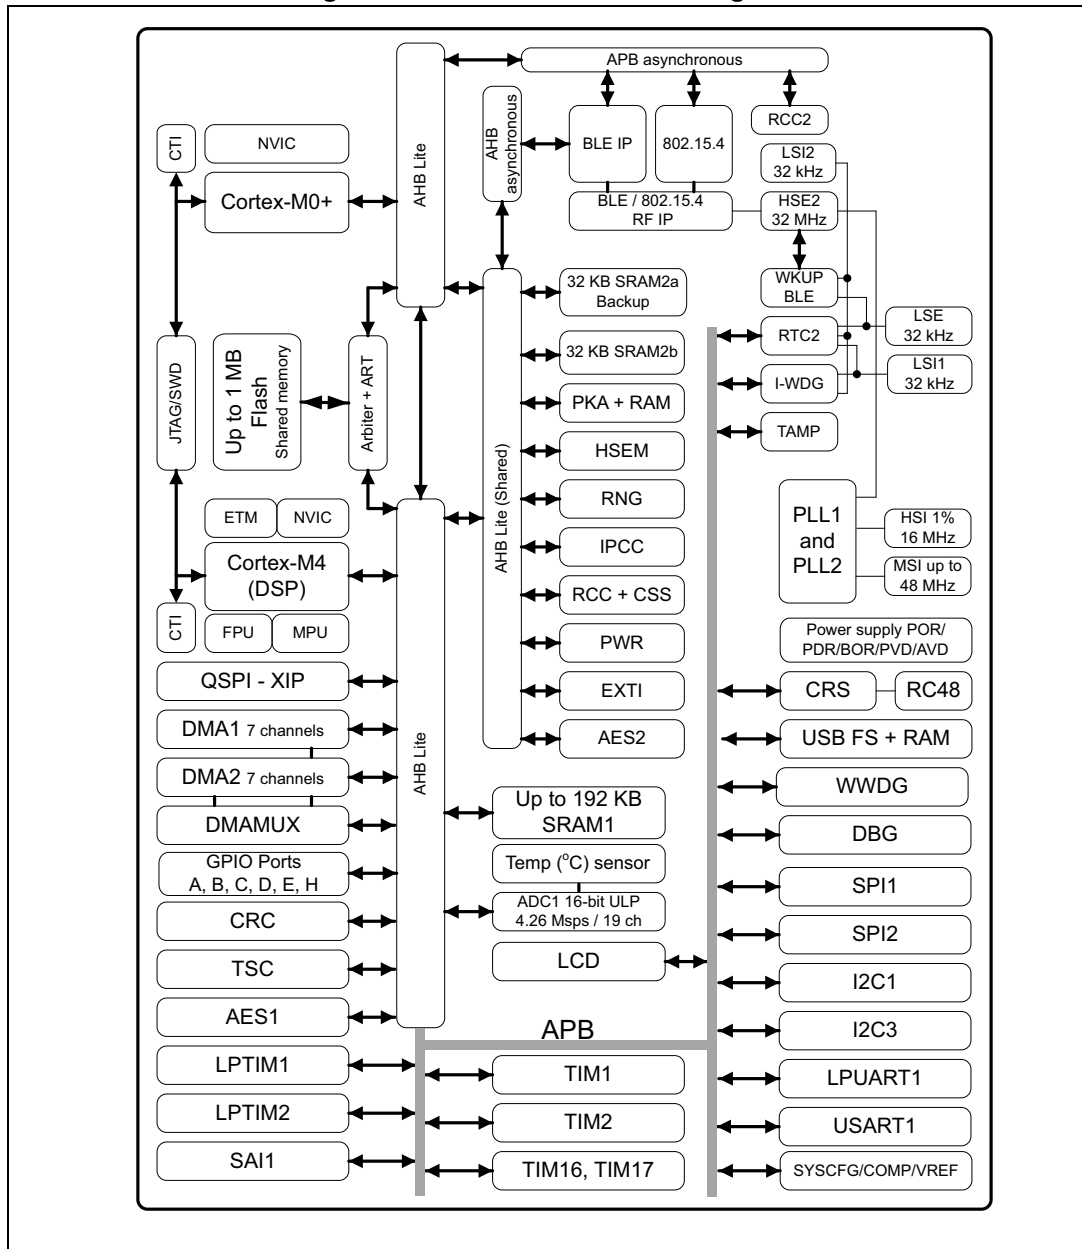 APB asynchronous
AHB Lite
AHB
asynchronous
BLE IP
802.15.4
RCC2
CTI
NVIC
Cortex-M0+
LSI2
32 kHz
BLE / 802.15.4
RF IP
HSE2
32 MHz
32 KB SRAM2a
Backup
WKUP
BLE
LSE
32 kHz
RTC2
LSI1
32 kHz
I-WDG
TAMP
JTAG/SWD
Up to 1 MB
Flash
Shared memory
Arbiter + ART
AHB Lite (Shared)
32 KB SRAM2b
PKA + RAM
HSEM
RNG
IPCC
RCC + CSS
PWR
EXTI
AES2
PLL1
and
PLL2
HSI 1%
16 MHz
MSI up to
48 MHz
ETM
NVIC
Cortex-M4
(DSP)
CTI
FPU
MPU
Power supply POR/
PDR/BOR/PVD/AVD
QSPI - XIP
DMA1 7 channels
DMA2 7 channels
DMAMUX
GPIO Ports
A, B, C, D, E, H
CRC
TSC
AES1
LPTIM1
LPTIM2
SAI1
AHB Lite
Up to 192 KB
SRAM1
Temp (°C) sensor
ADC1 16-bit ULP
4.26 Msps / 19 ch
LCD
APB
TIM1
TIM2
TIM16, TIM17
CRS
RC48
USB FS + RAM
WWDG
DBG
SPI1
SPI2
I2C1
I2C3
LPUART1
USART1
SYSCFG/COMP/VREF